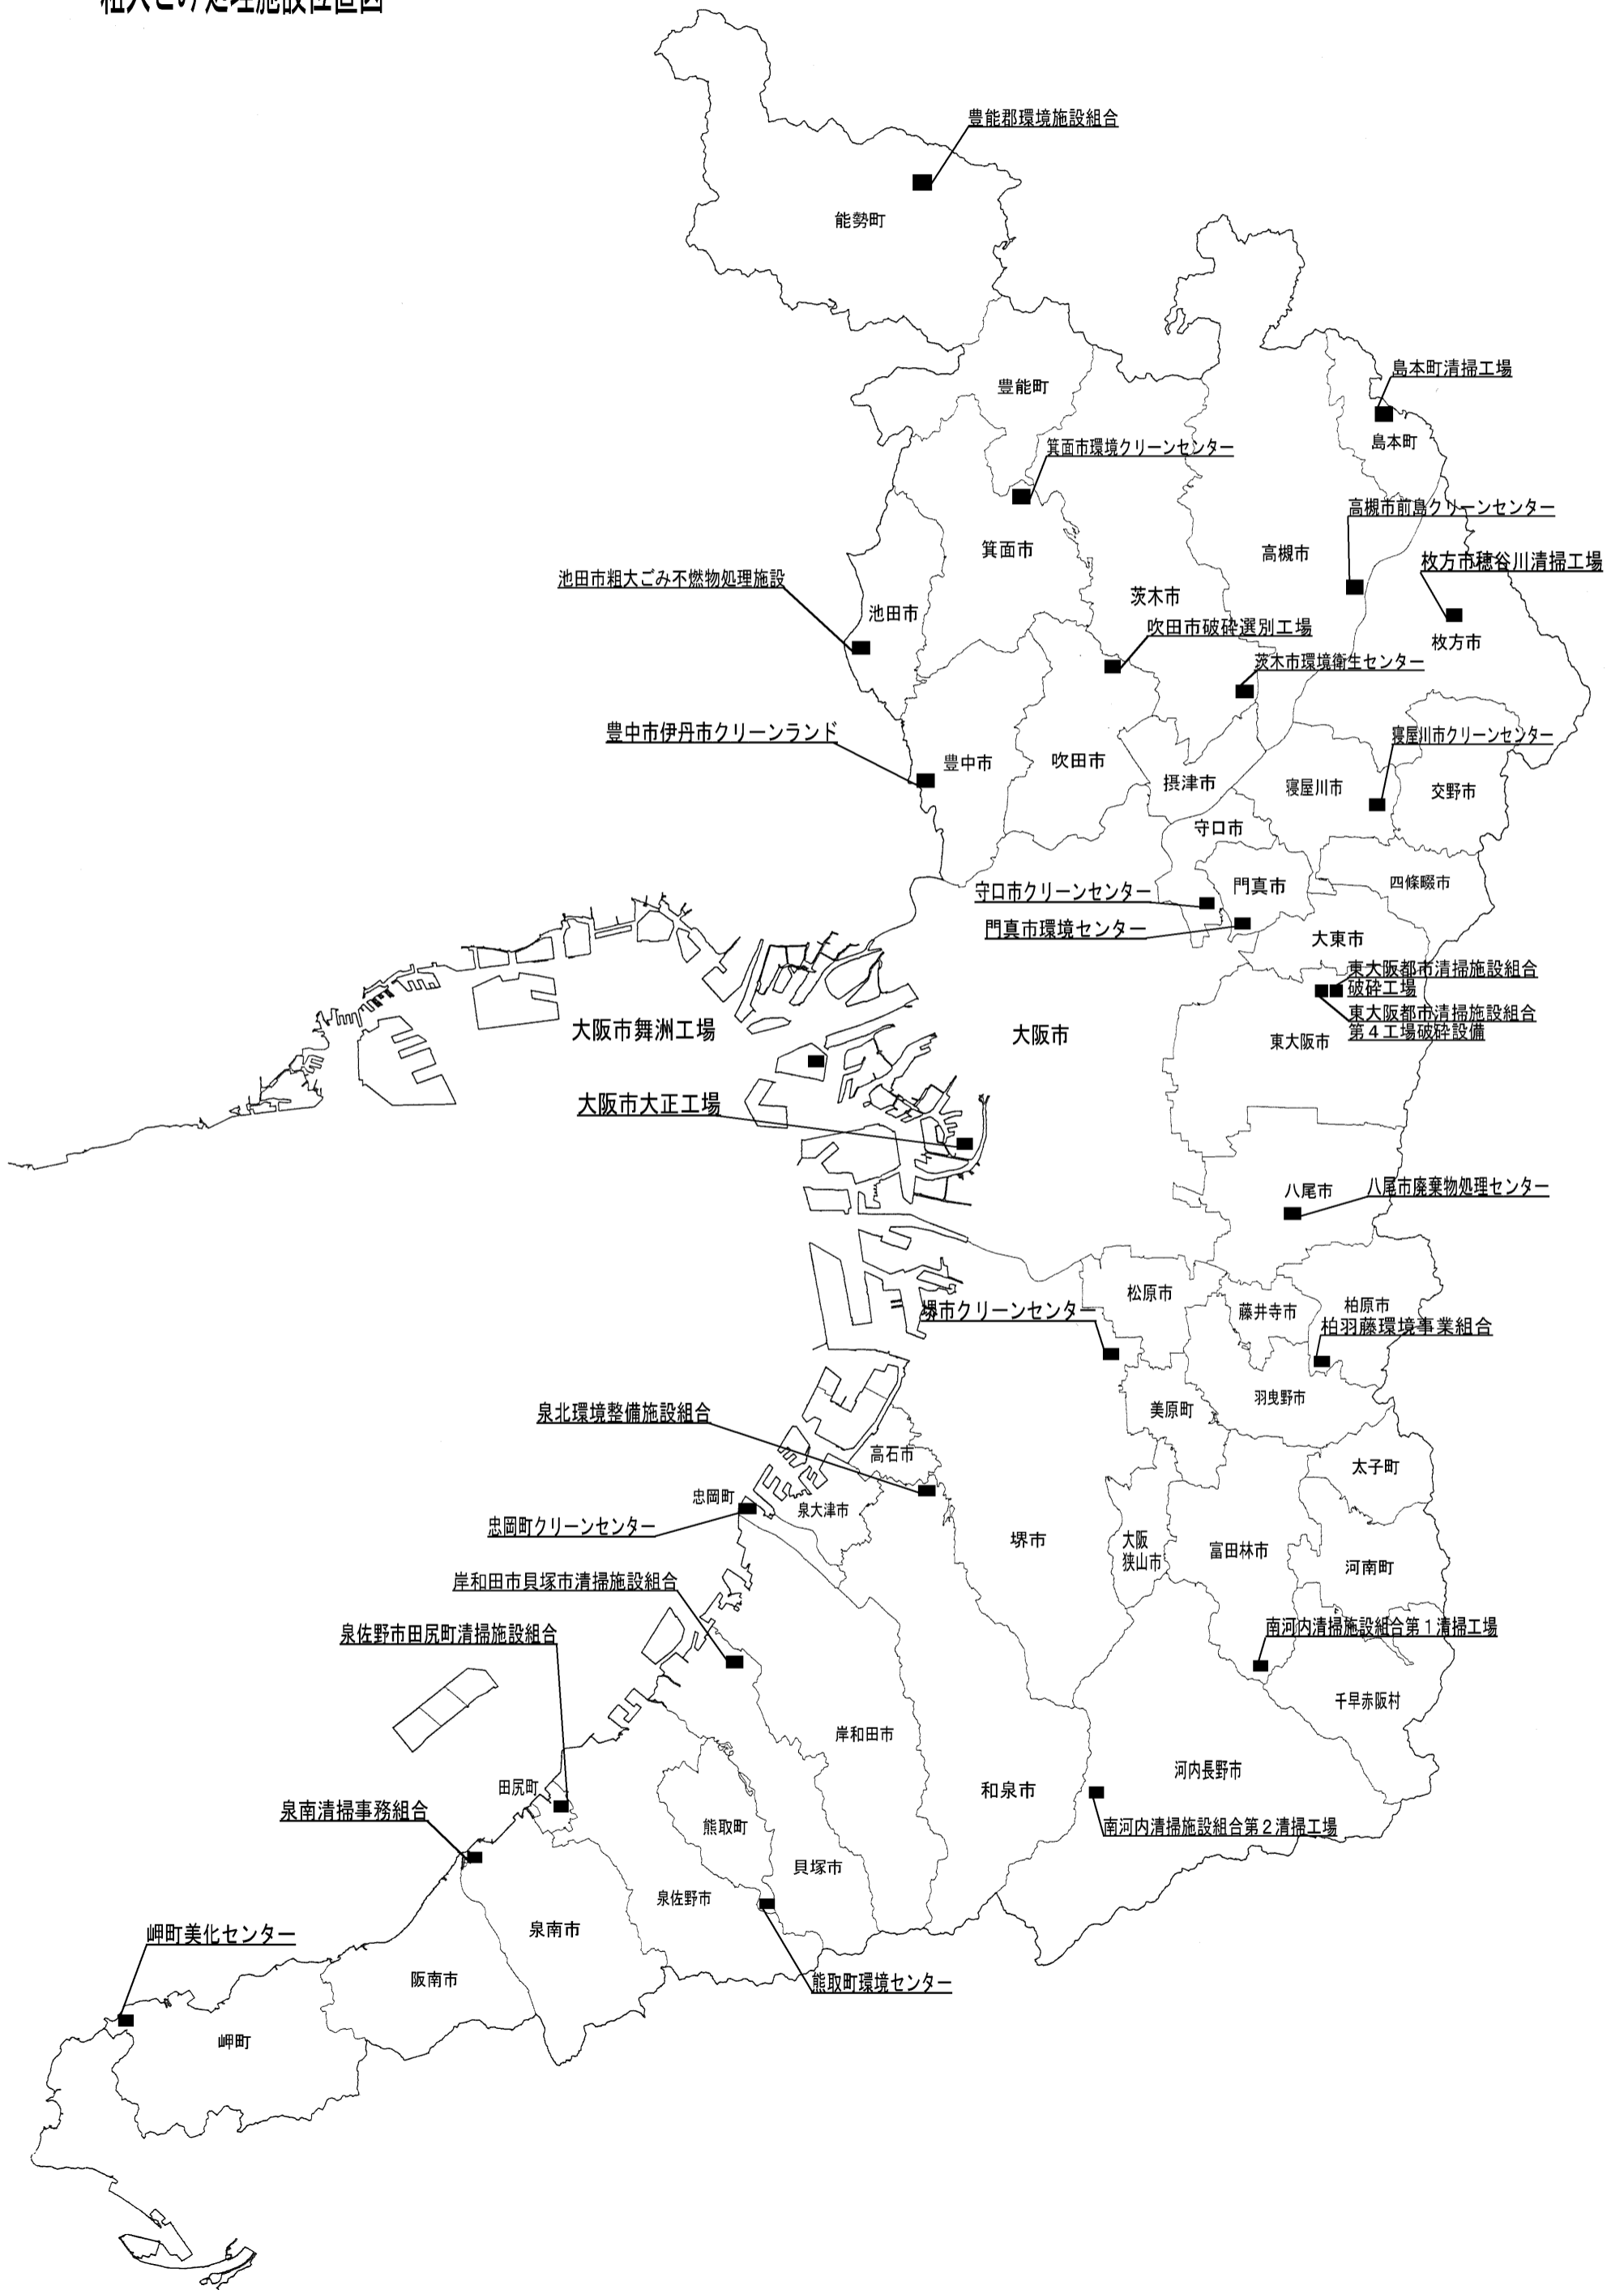 粗大ごみ処理施設位置図
豊能郡環境施設組合
能勢町
島本町清掃工場
豊能町
島本町
箕面市環境クリーンセンター
高槻市前島クリーンセンター
箕面市
高槻市
枚方市穂谷川清掃工場
池田市粗大ごみ不燃物処理施設
茨木市
池田市
吹田市破砕選別工場
枚方市
茨木市環境衛生センター
豊中市伊丹市クリーンランド
寝屋川市クリーンセンター
豊中市
吹田市
摂津市
寝屋川市
交野市
守口市
守口市クリーンセンター
門真市
四條畷市
門真市環境センター
大東市
東大阪都市清掃施設組合
破砕工場
東大阪都市清掃施設組合
第４工場破砕設備
大阪市舞洲工場
大阪市
東大阪市
大阪市大正工場
八尾市
八尾市廃棄物処理センター
松原市
藤井寺市
柏原市
堺市クリーンセンター
柏羽藤環境事業組合
羽曳野市
美原町
泉北環境整備施設組合
高石市
太子町
忠岡町
泉大津市
忠岡町クリーンセンター
堺市
大阪
狭山市
富田林市
河南町
岸和田市貝塚市清掃施設組合
泉佐野市田尻町清掃施設組合
南河内清掃施設組合第１清掃工場
千早赤阪村
岸和田市
河内長野市
田尻町
和泉市
泉南清掃事務組合
熊取町
南河内清掃施設組合第２清掃工場
貝塚市
泉佐野市
泉南市
岬町美化センター
阪南市
熊取町環境センター
岬町